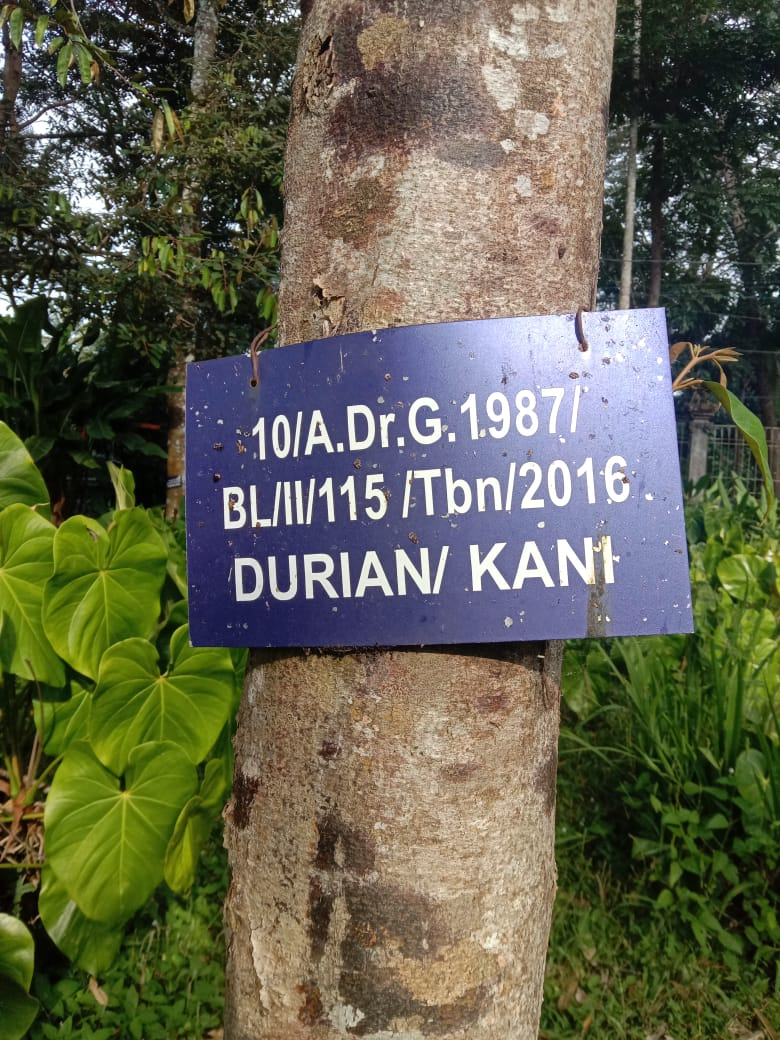 10/A.Dr.G.1987/
BL/II/115 /Tbn/2016
DURIAN/ KANI